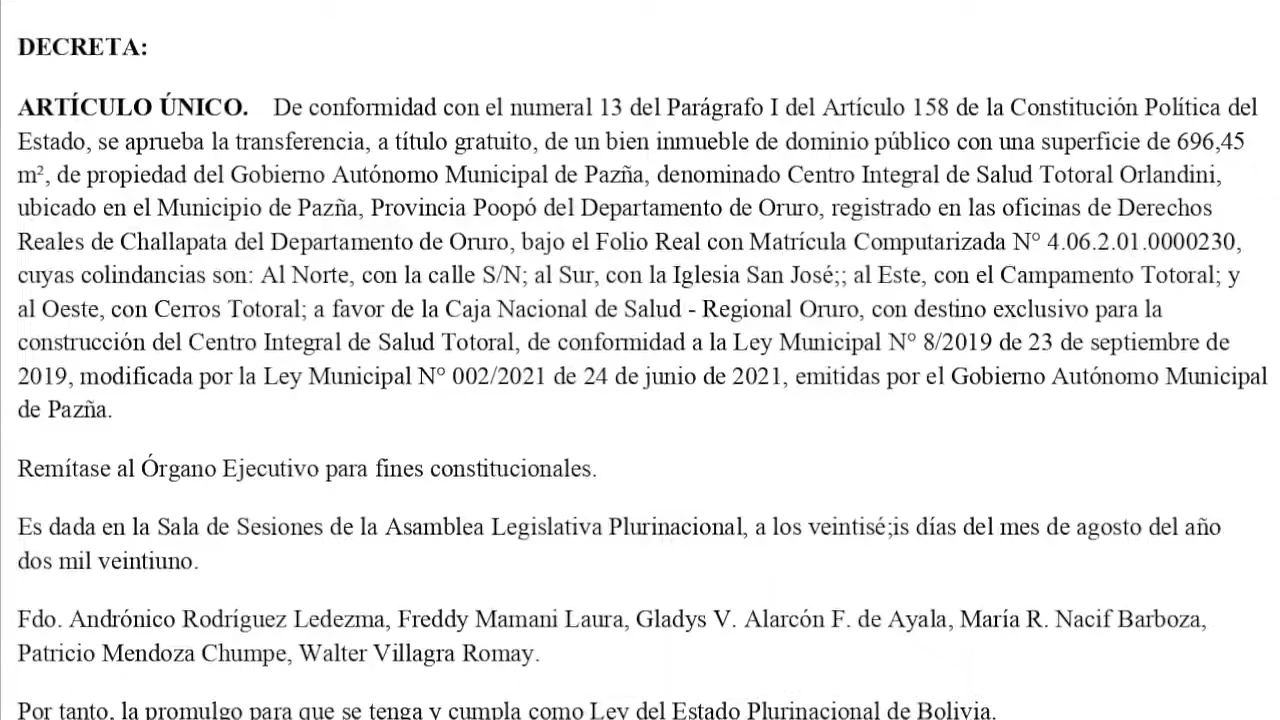 DECRETA:
ARTÍCULO ÚNICO. De conformidad con el numeral 13 del Parágrafo I del Artículo 158 de la Constitución Política del
Estado, se aprueba la transferencia, a título gratuito, de un bien inmueble de dominio público con una superficie de 696,45
m², de propiedad del Gobierno Autónomo Municipal de Pazña, denominado Centro Integral de Salud Totoral Orlandini,
ubicado en el Municipio de Pazña, Provincia Poopó del Departamento de Oruro, registrado en las oficinas de Derechos
Reales de Challapata del Departamento de Oruro, bajo el Folio Real con Matrícula Computarizada N° 4.06.2.01.0000230,
cuyas colindancias son: Al Norte, con la calle S/N; al Sur, con la Iglesia San José;; al Este, con el Campamento Totoral; y
al Oeste, con Cerros Totoral; a favor de la Caja Nacional de Salud - Regional Oruro, con destino exclusivo para la
construcción del Centro Integral de Salud Totoral, de conformidad a la Ley Municipal N° 8/2019 de 23 de septiembre de
2019, modificada por la Ley Municipal N° 002/2021 de 24 de junio de 2021, emitidas por el Gobierno Autónomo Municipal
de Pazña.
Remítase al Órgano Ejecutivo para fines constitucionales.
Es dada en la Sala de Sesiones de la Asamblea Legislativa Plurinacional, a los veintisé;is días del mes de agosto del año
dos mil veintiuno.
Fdo. Andrónico Rodríguez Ledezma, Freddy Mamani Laura, Gladys V. Alarcón F. de Ayala, María R. Nacif Barboza,
Patricio Mendoza Chumpe, Walter Villagra Romay.
Por tanto, la promulgo para que se tenga y cumpla como Ley del Estado Plurinacional de Bolivia.